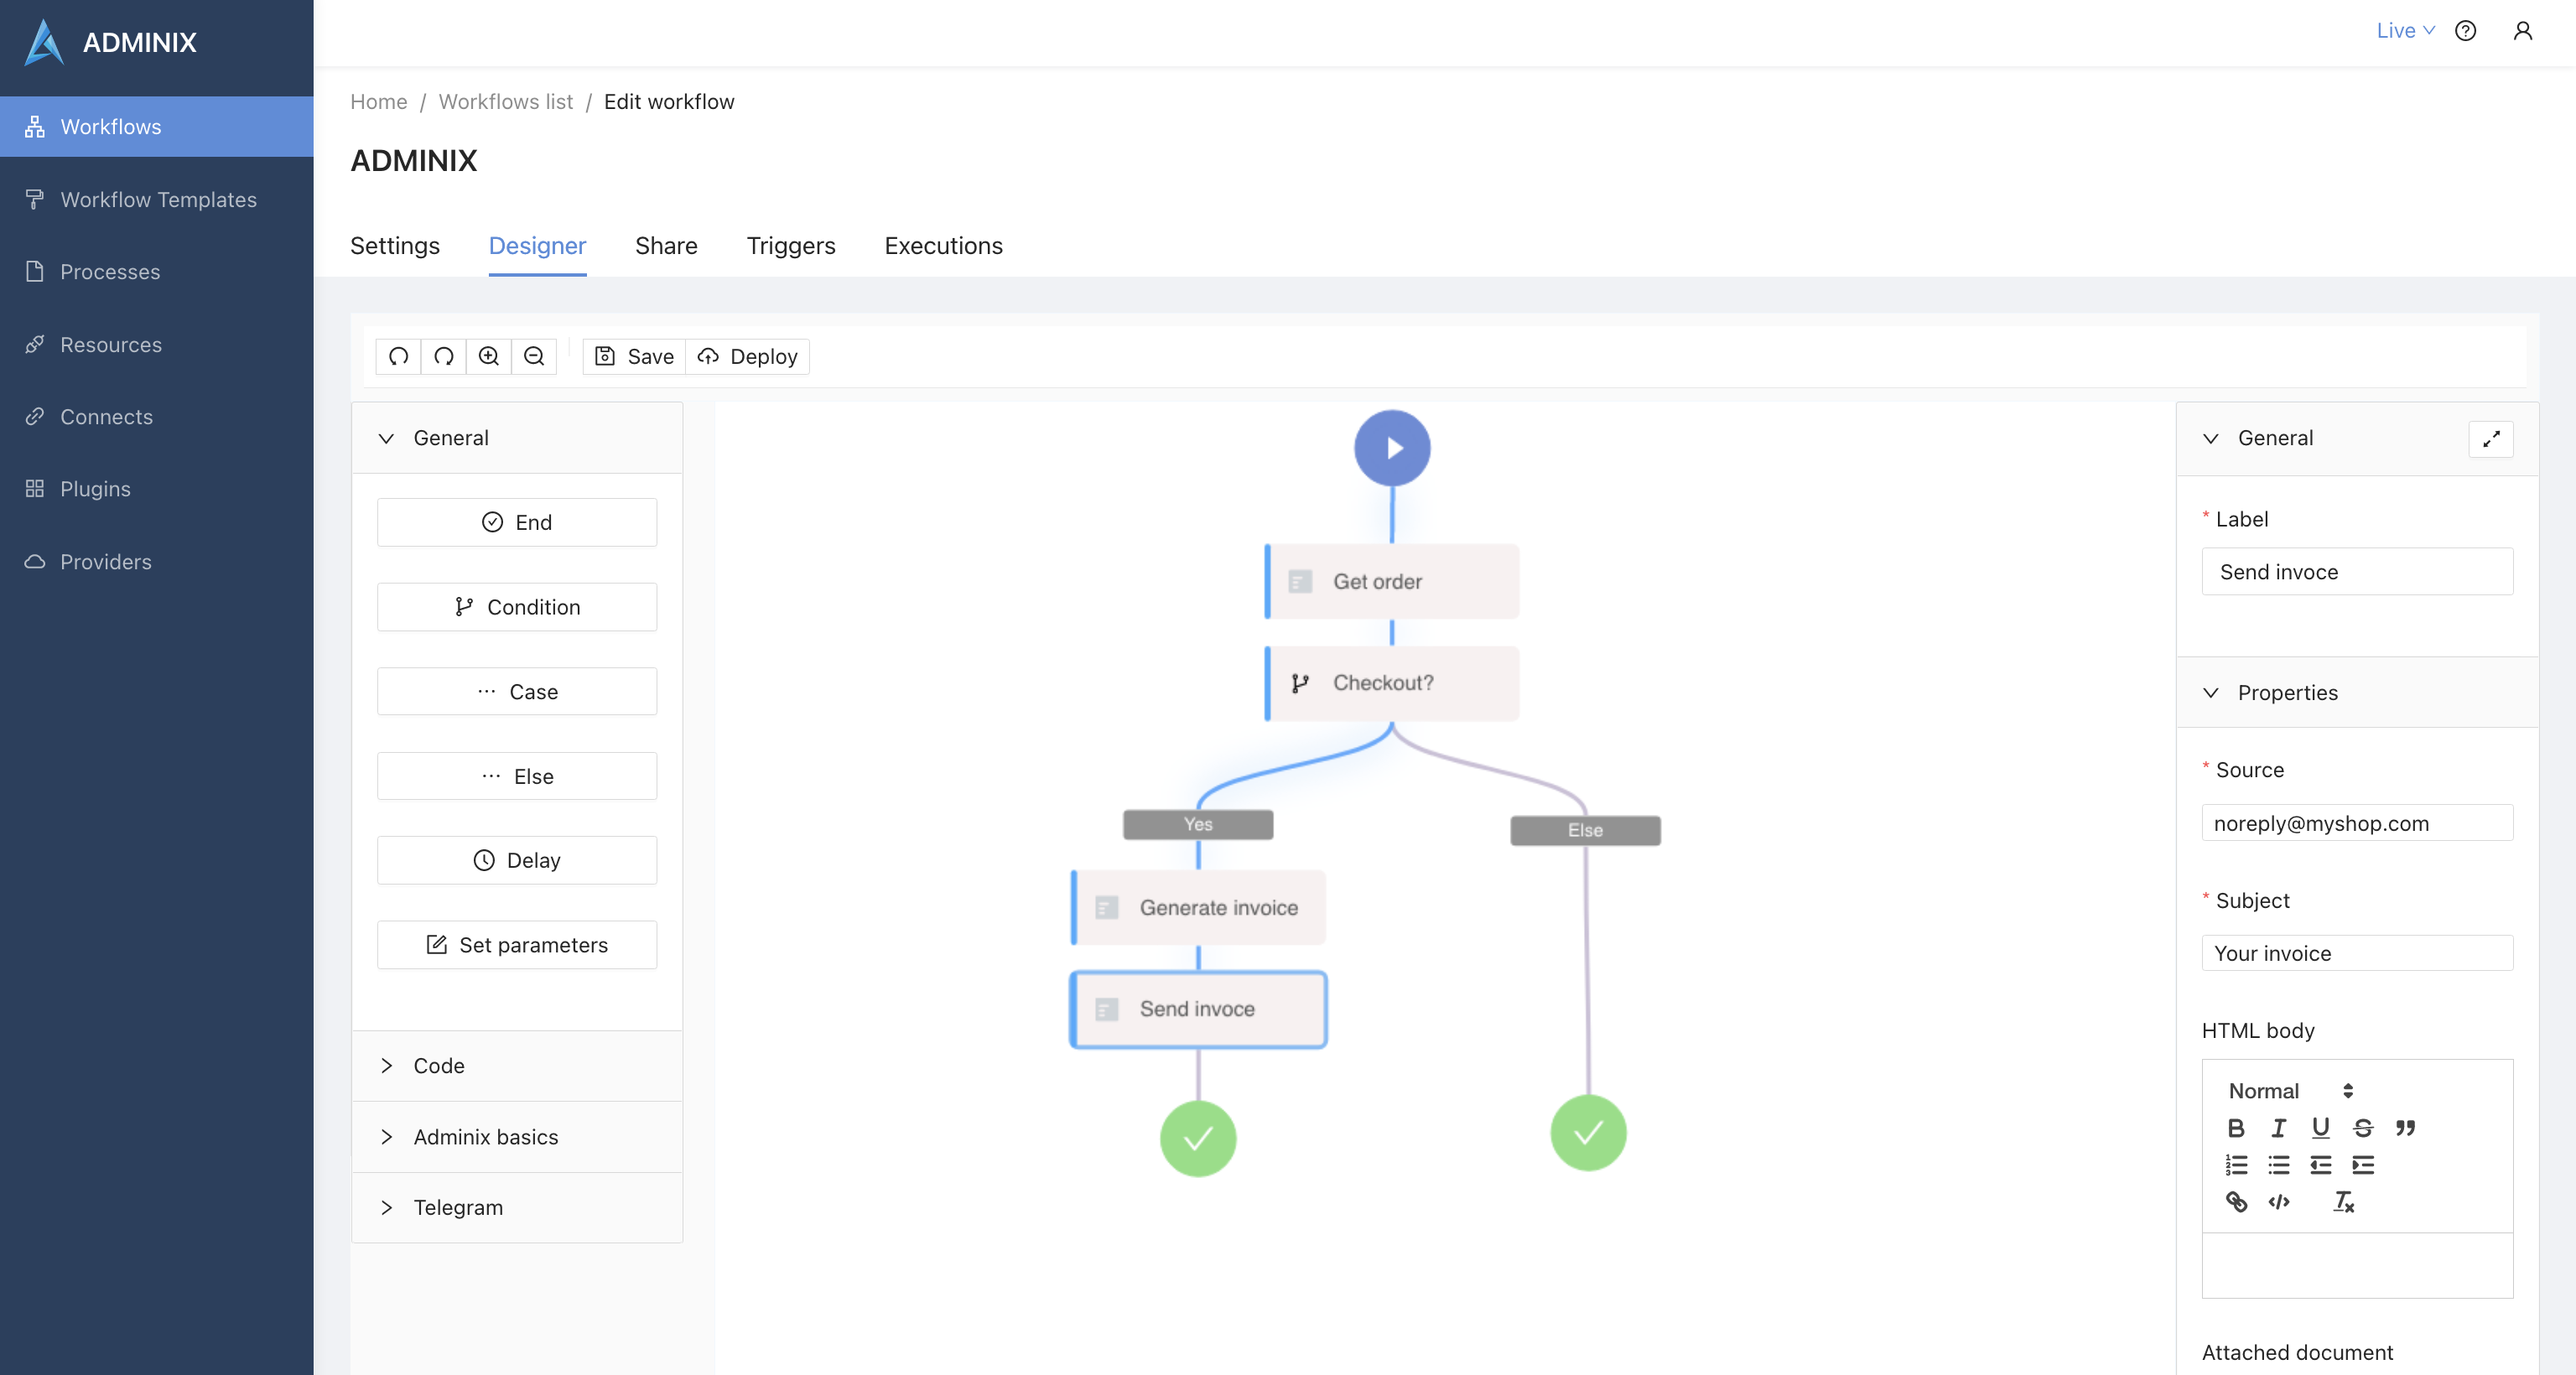 ADMINIX
Live
Workflows
Workflow Templates
Processes
Resources
Connects
Plugins
Providers
Home / Workflows list / Edit workflow
ADMINIX
Settings Designer Share Triggers Executions
Save Deploy
General
End
Condition
Case
Else
Delay
Set parameters
Code
Adminix basics
Telegram
Get order
Checkout?
Yes
Else
Generate invoice
Send invoce
General
* Label
Send invoce
Properties
* Source
noreply@myshop.com
* Subject
Your invoice
HTML body
Normal
Attached document